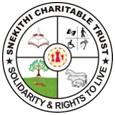 SNEKITHI CHARITABLE TRUST
SOLIDARITY & RIGHTS TO LIVE